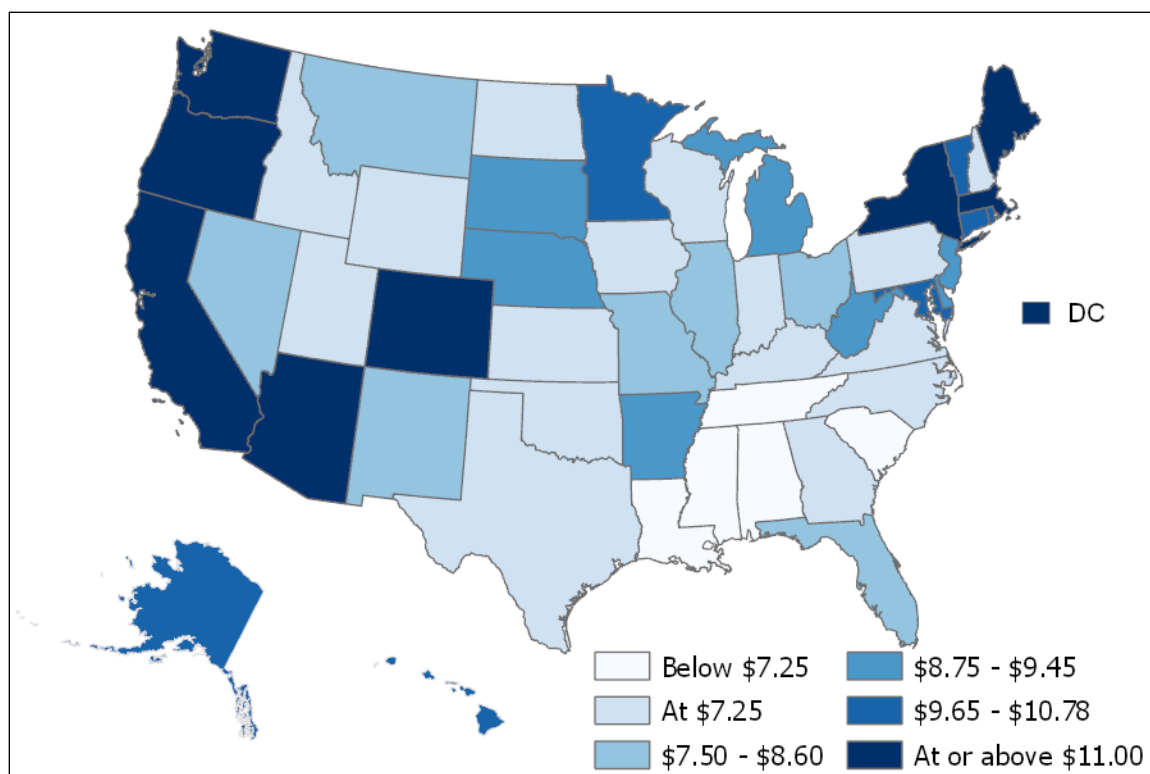 DC
Below $7.25
At $7.25
$7.50 - $8.60
$8.75 - $9.45
$9.65 - $10.78
At or above $11.00